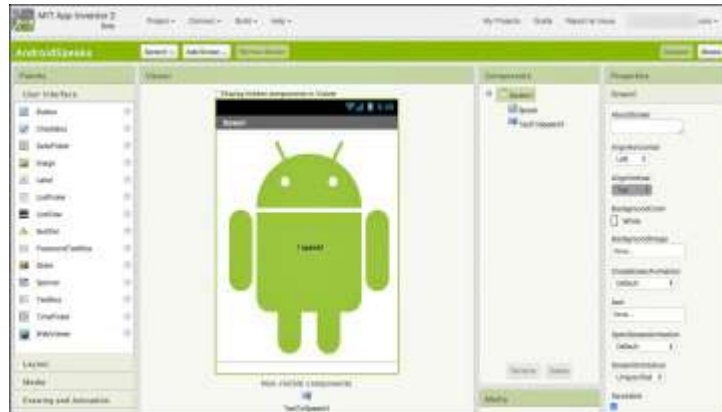 MIT App Inventor 2
Beta
Project
Connect
Build
Help
My Projects
Guide
Report an Issue
AndroidSpeaks
Screen1
Add Screen
Remove Screen
Designer
Blocks
Palette
Viewer
Components
Properties
User Interface
Button
CheckBox
DatePicker
Image
Label
ListPicker
ListView
Notifier
PasswordTextBox
Slider
Spinner
TextBox
TimePicker
WebViewer
Layout
Media
Drawing and Animation
Display hidden components in Viewer
Screen1
I speak!
Non-visible components
TextToSpeech1
Screen1
TextToSpeech1
Rename
Delete
Media
Screen1
AboutScreen
AlignHorizontal
Left
AlignVertical
Top
BackgroundColor
White
BackgroundImage
None...
CloseScreenAnimation
Default
Icon
None...
OpenScreenAnimation
Default
ScreenOrientation
Unspecified
Scrollable